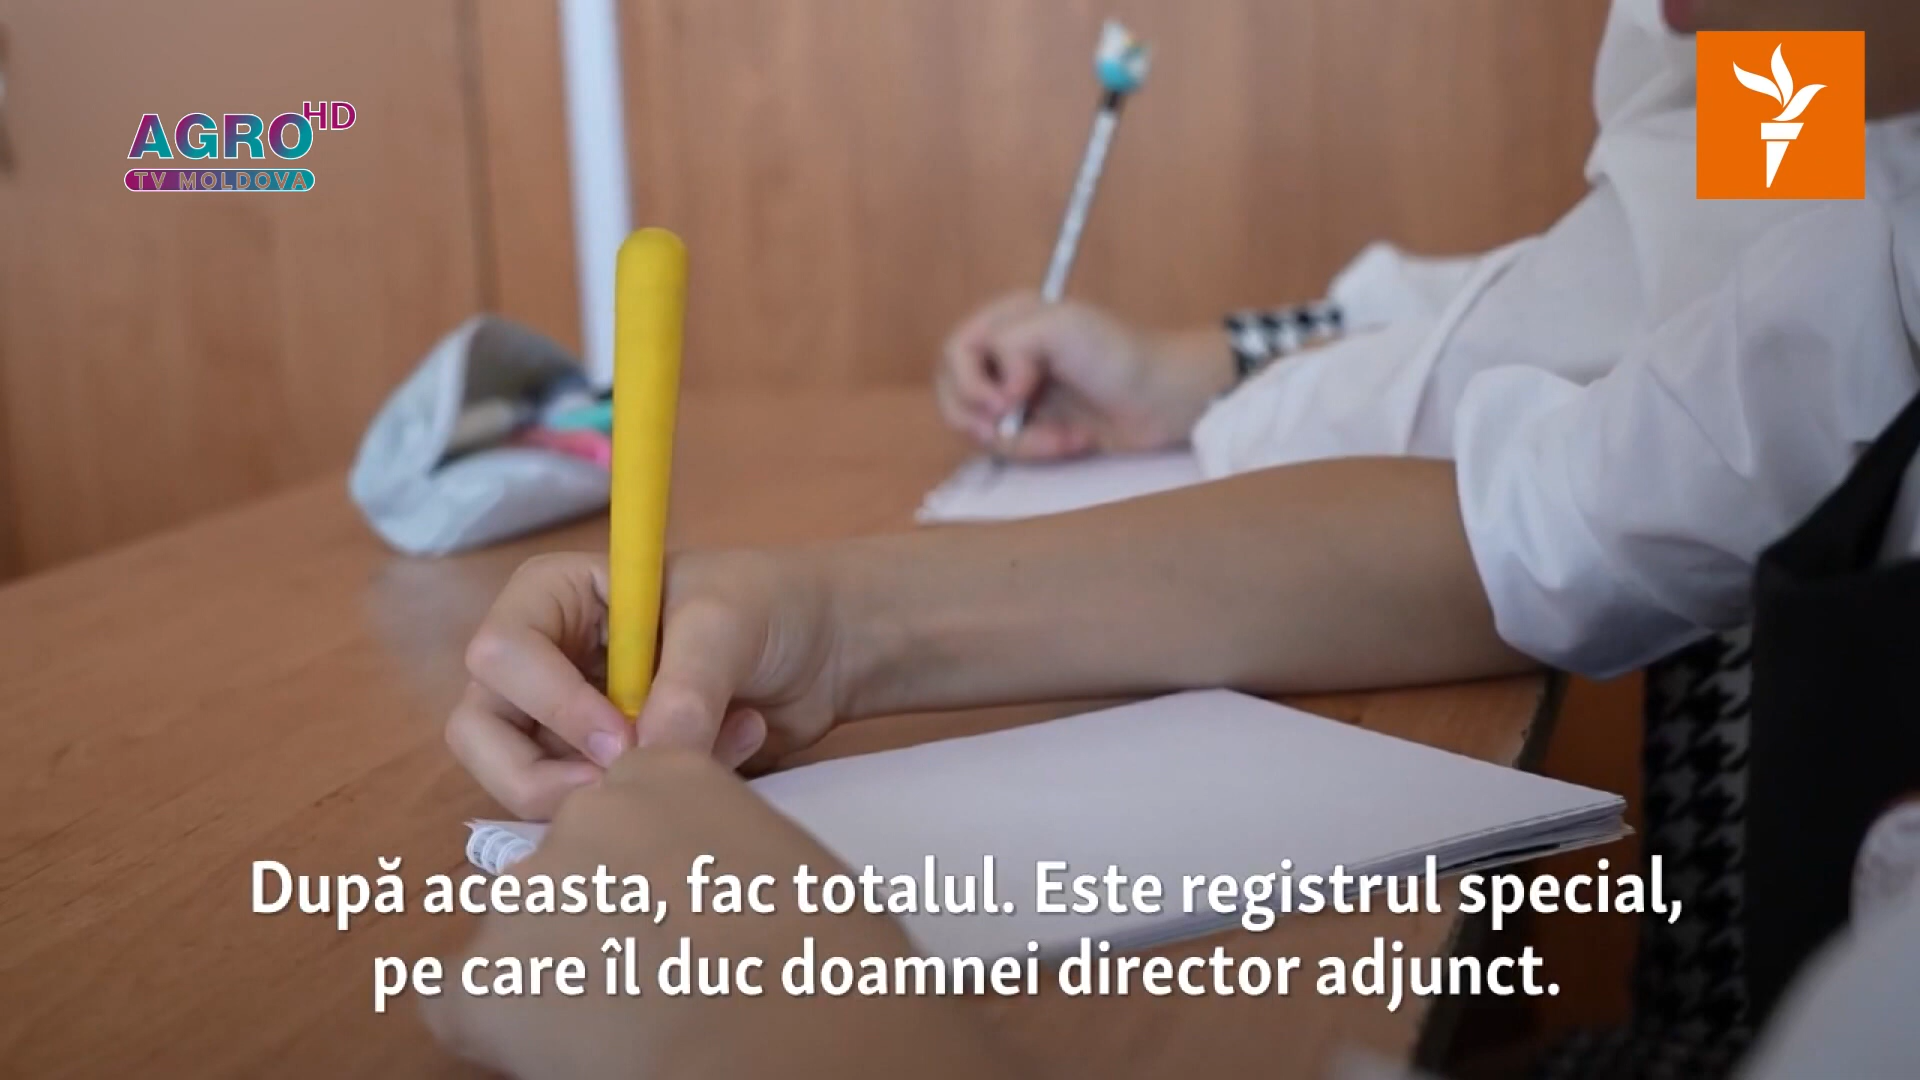 AGRO HD
TV MOLDOVA
După aceasta, fac totalul. Este registrul special,
pe care îl duc doamnei director adjunct.